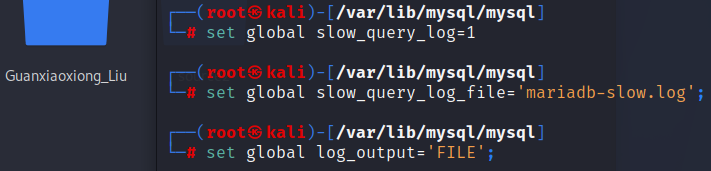 ┌──(root㉿kali)-[/var/lib/mysql/mysql]
└─# set global slow_query_log=1
Guanxiaoxiong_Liu
┌──(root㉿kali)-[/var/lib/mysql/mysql]
└─# set global slow_query_log_file='mariadb-slow.log';
┌──(root㉿kali)-[/var/lib/mysql/mysql]
└─# set global log_output='FILE';